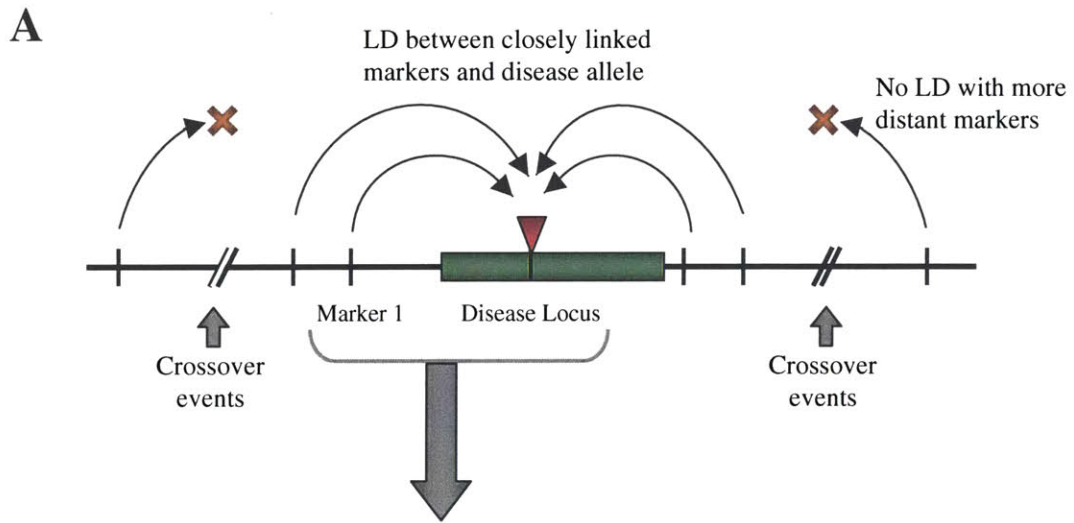 A
LD between closely linked
markers and disease allele
No LD with more
distant markers
Marker 1
Disease Locus
Crossover
events
Crossover
events